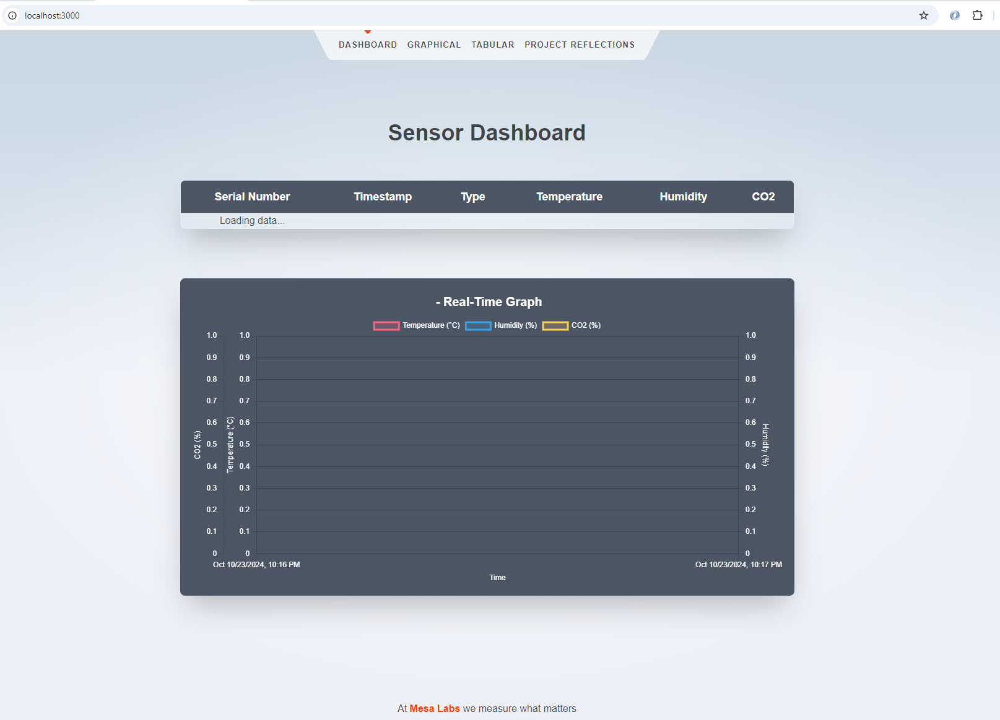 localhost:3000
DASHBOARD GRAPHICAL TABULAR PROJECT REFLECTIONS
Sensor Dashboard
Serial Number Timestamp Type Temperature Humidity CO2
Loading data...
- Real-Time Graph
Temperature (°C) Humidity (%) CO2 (%)
1.0 1.0 1.0
0.9 0.9 0.9
0.8 0.8 0.8
0.7 0.7 0.7
0.6 0.6 0.6
0.5 0.5 0.5
0.4 0.4 0.4
0.3 0.3 0.3
0.2 0.2 0.2
0.1 0.1 0.1
0 0 0
CO2 (%)
Temperature (°C)
Humidity (%)
Oct 10/23/2024, 10:16 PM Oct 10/23/2024, 10:17 PM
Time
At Mesa Labs we measure what matters